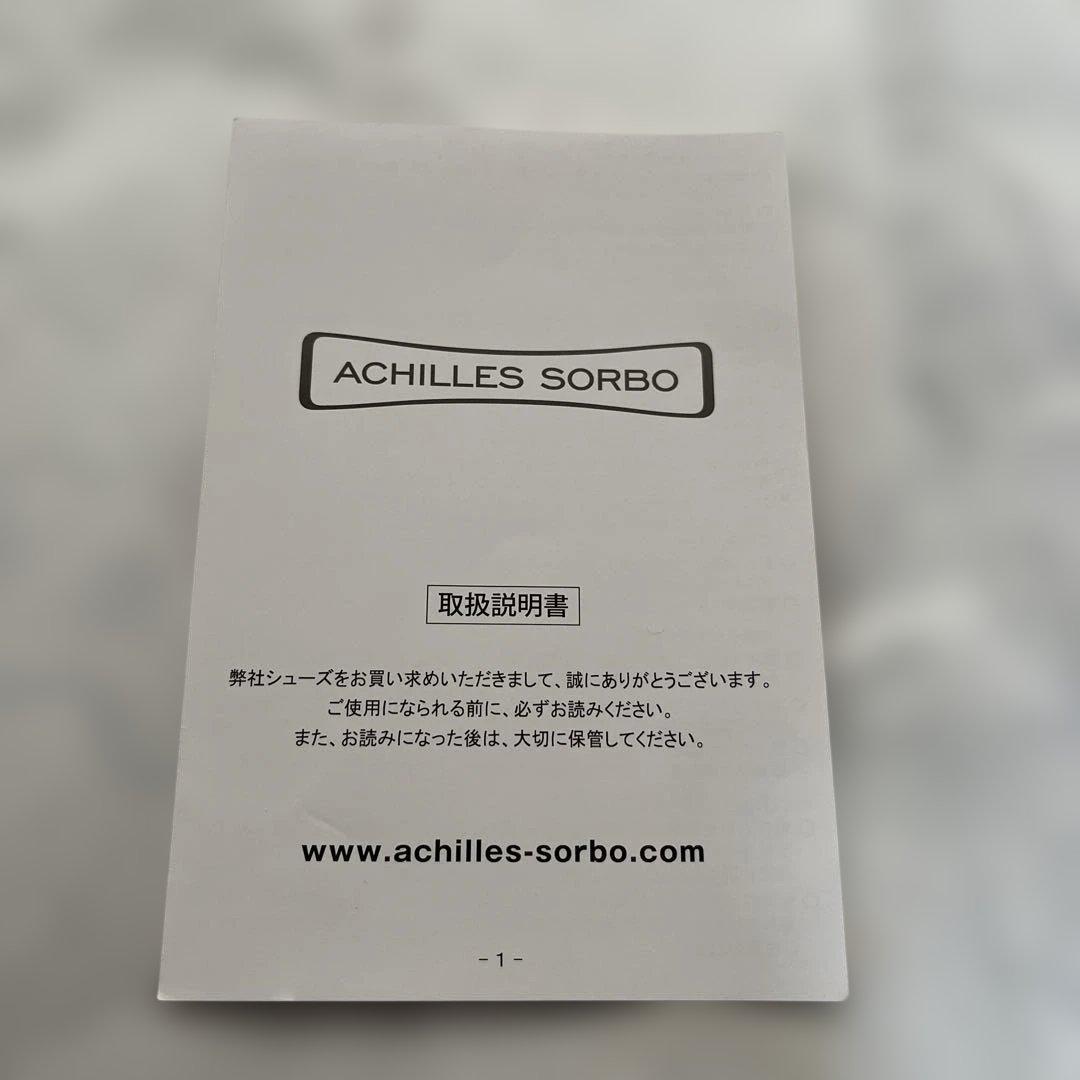 ACHILLES SORBO
取扱説明書
弊社シューズをお買い求めいただきまして、誠にありがとうございます。
ご使用になられる前に、必ずお読みください。
また、お読みになった後は、大切に保管してください。
www.achilles-sorbo.com
– 1 –